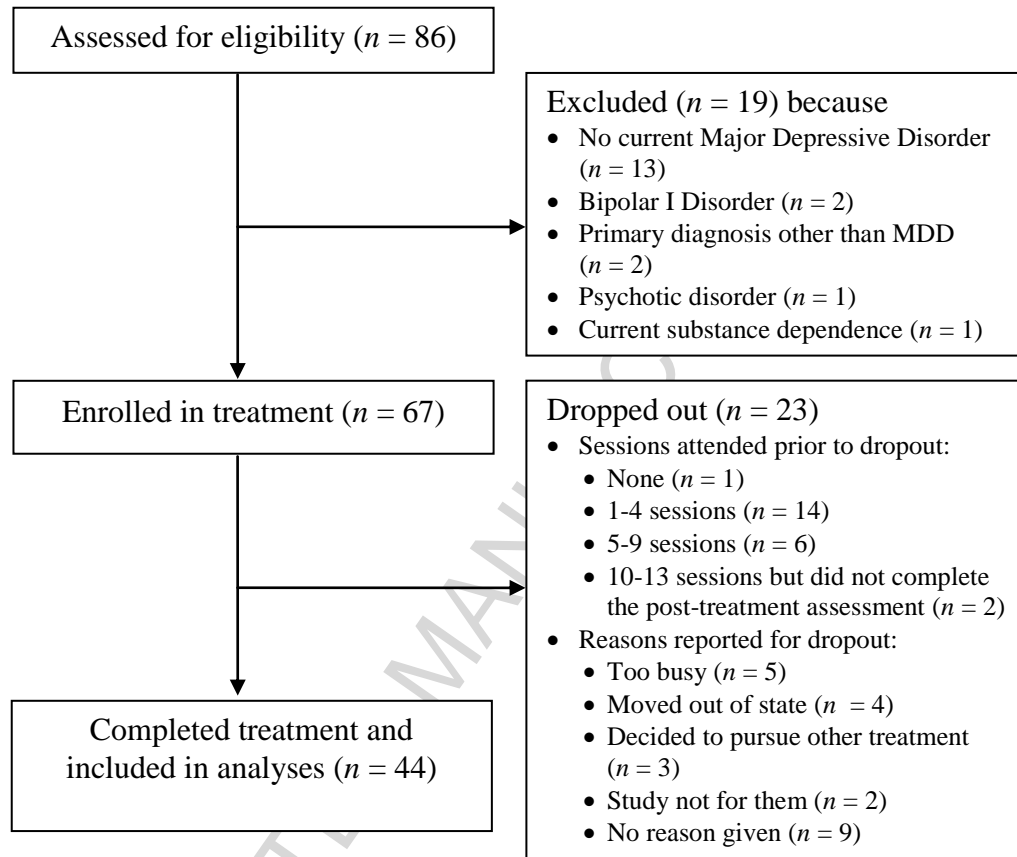 Assessed for eligibility (n = 86)
Excluded (n = 19) because
• No current Major Depressive Disorder
(n = 13)
• Bipolar I Disorder (n = 2)
• Primary diagnosis other than MDD
(n = 2)
• Psychotic disorder (n = 1)
• Current substance dependence (n = 1)
Enrolled in treatment (n = 67)
Dropped out (n = 23)
• Sessions attended prior to dropout:
• None (n = 1)
• 1-4 sessions (n = 14)
• 5-9 sessions (n = 6)
• 10-13 sessions but did not complete
the post-treatment assessment (n = 2)
• Reasons reported for dropout:
• Too busy (n = 5)
• Moved out of state (n = 4)
• Decided to pursue other treatment
(n = 3)
• Study not for them (n = 2)
• No reason given (n = 9)
Completed treatment and
included in analyses (n = 44)